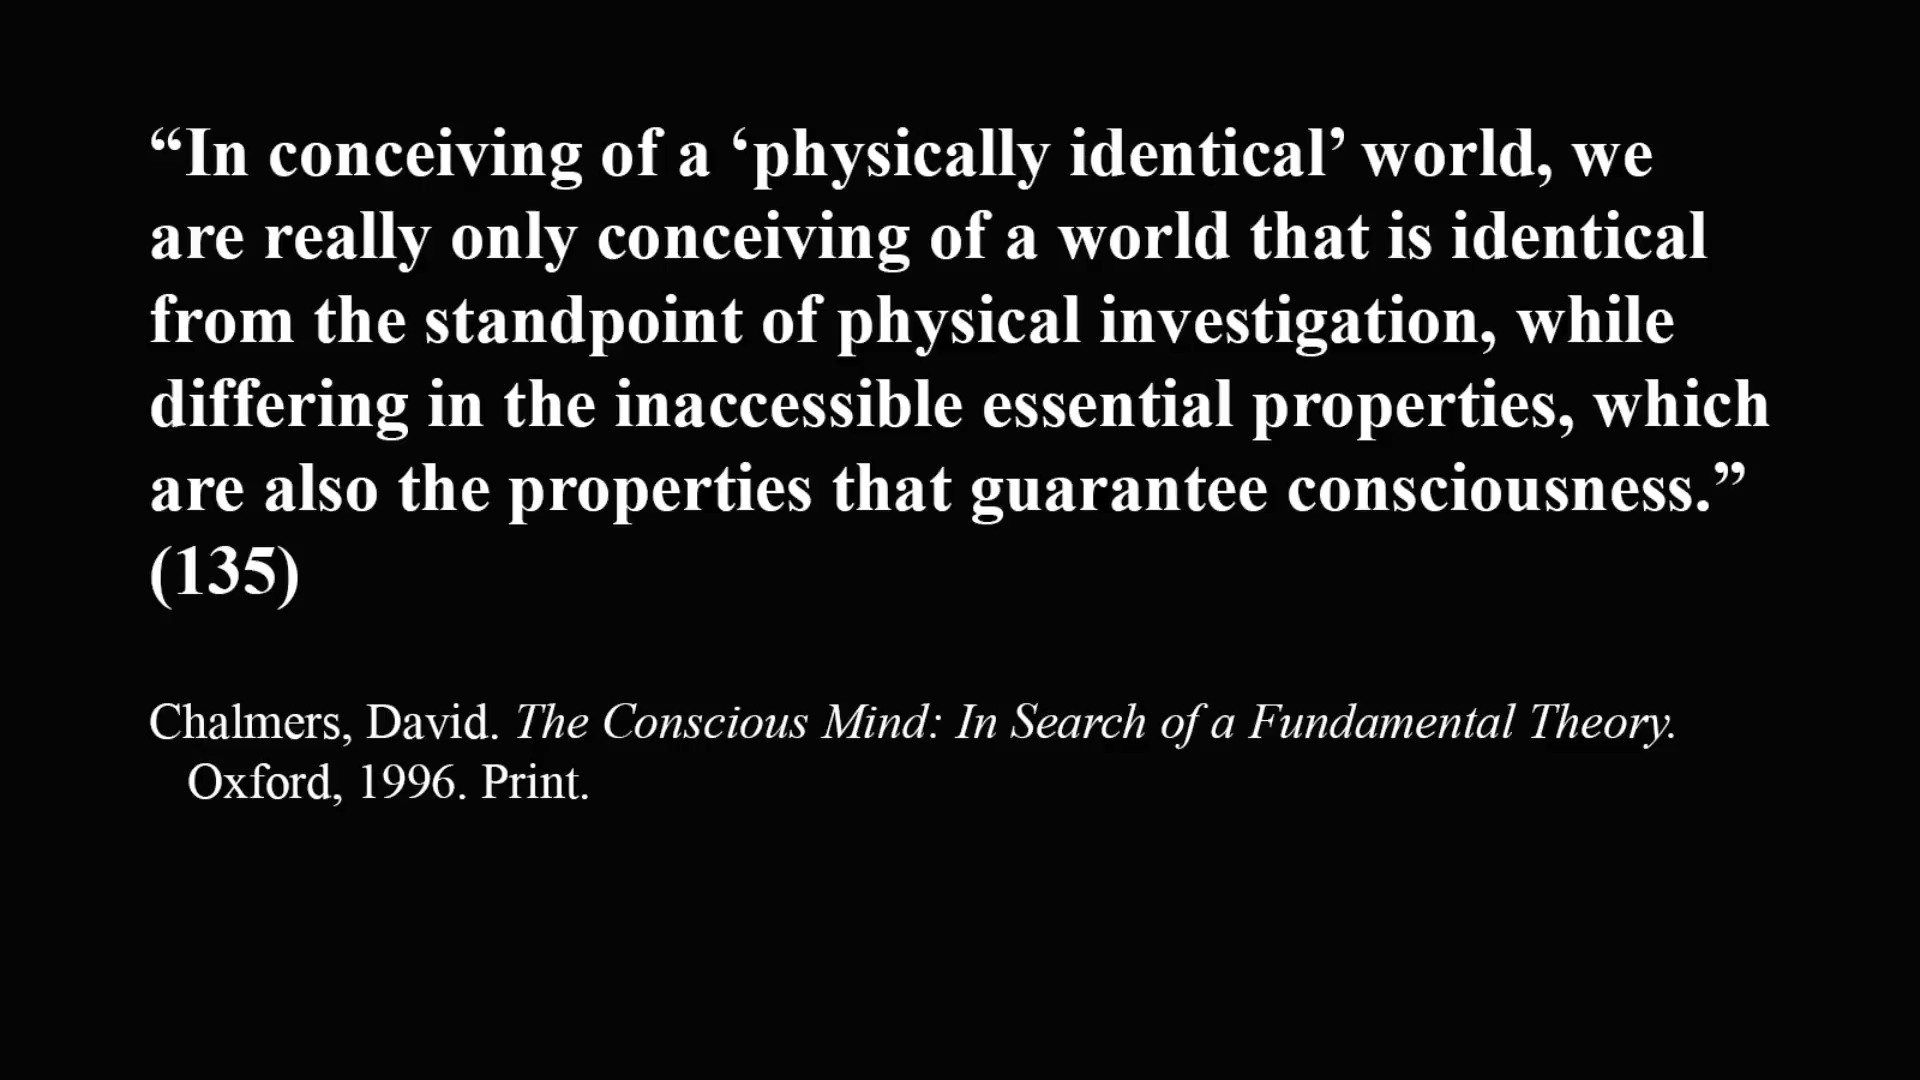 “In conceiving of a ‘physically identical’ world, we
are really only conceiving of a world that is identical
from the standpoint of physical investigation, while
differing in the inaccessible essential properties, which
are also the properties that guarantee consciousness.”
(135)
Chalmers, David. The Conscious Mind: In Search of a Fundamental Theory.
Oxford, 1996. Print.